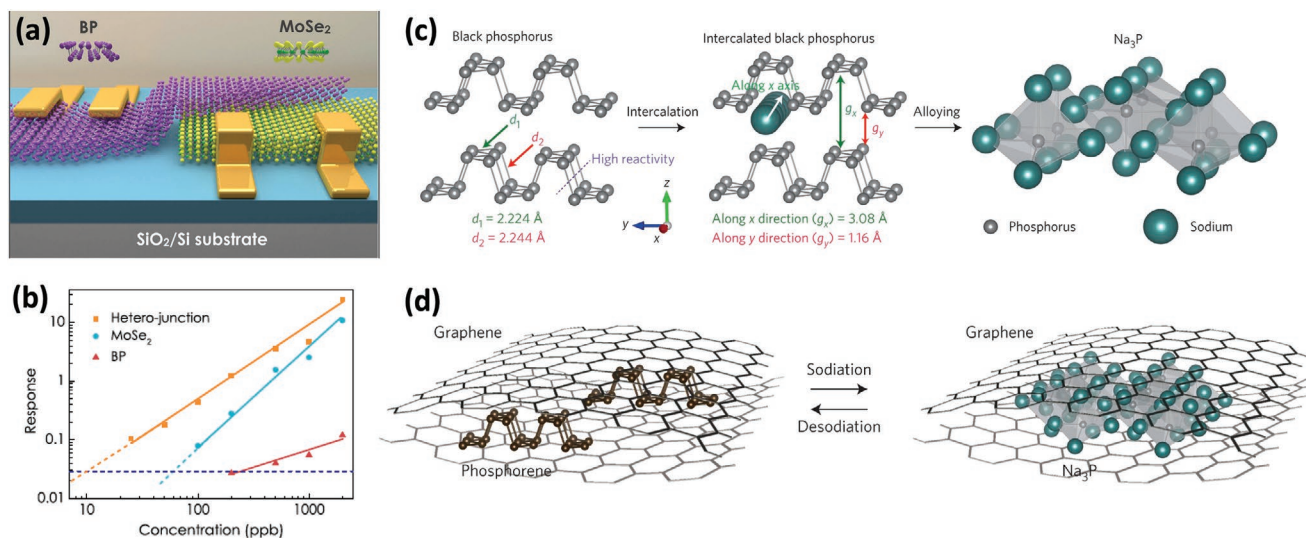 (a)
BP
MoSe₂
SiO₂/Si substrate
(b)
Hetero-junction
MoSe₂
BP
Response
10
1
0.1
0.01
10
100
1000
Concentration (ppb)
(c)
Black phosphorus
Intercalated black phosphorus
Na₃P
Along x axis
Intercalation
gₓ
g_y
Alloying
d₁
d₂
High reactivity
z
y
x
d₁ = 2.224 Å
d₂ = 2.244 Å
Along x direction (gₓ) = 3.08 Å
Along y direction (g_y) = 1.16 Å
Phosphorus
Sodium
(d)
Graphene
Phosphorene
Sodiation
Desodiation
Graphene
Na₃P